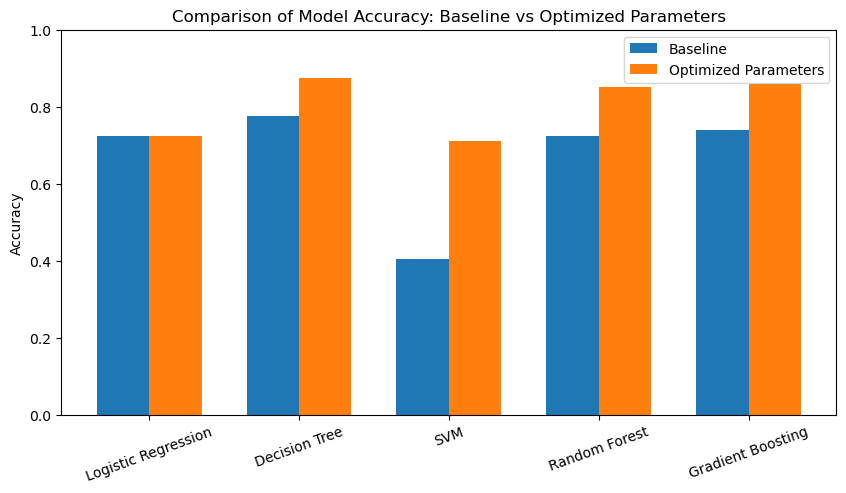 Comparison of Model Accuracy: Baseline vs Optimized Parameters
Baseline
Optimized Parameters
Accuracy
1.0
0.8
0.6
0.4
0.2
0.0
Logistic Regression
Decision Tree
SVM
Random Forest
Gradient Boosting